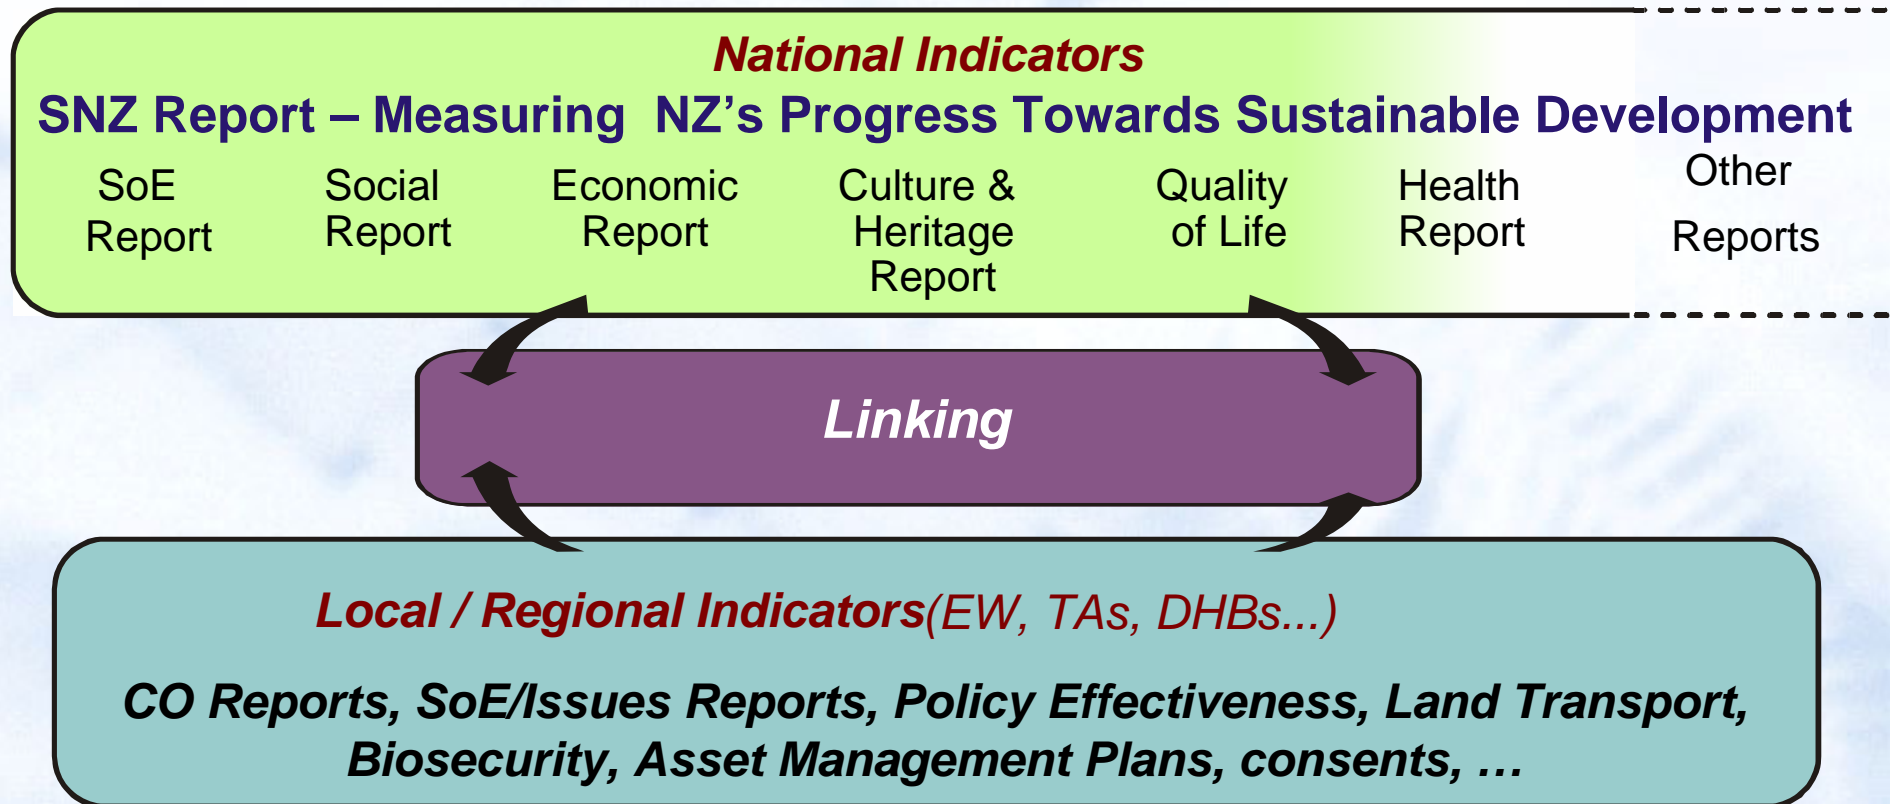 National Indicators
SNZ Report – Measuring NZ's Progress Towards Sustainable Development
SoE
Report
Social
Report
Economic
Report
Culture &
Heritage
Report
Quality
of Life
Health
Report
Other
Reports
Linking
Local / Regional Indicators(EW, TAs, DHBs...)
CO Reports, SoE/Issues Reports, Policy Effectiveness, Land Transport,
Biosecurity, Asset Management Plans, consents, …